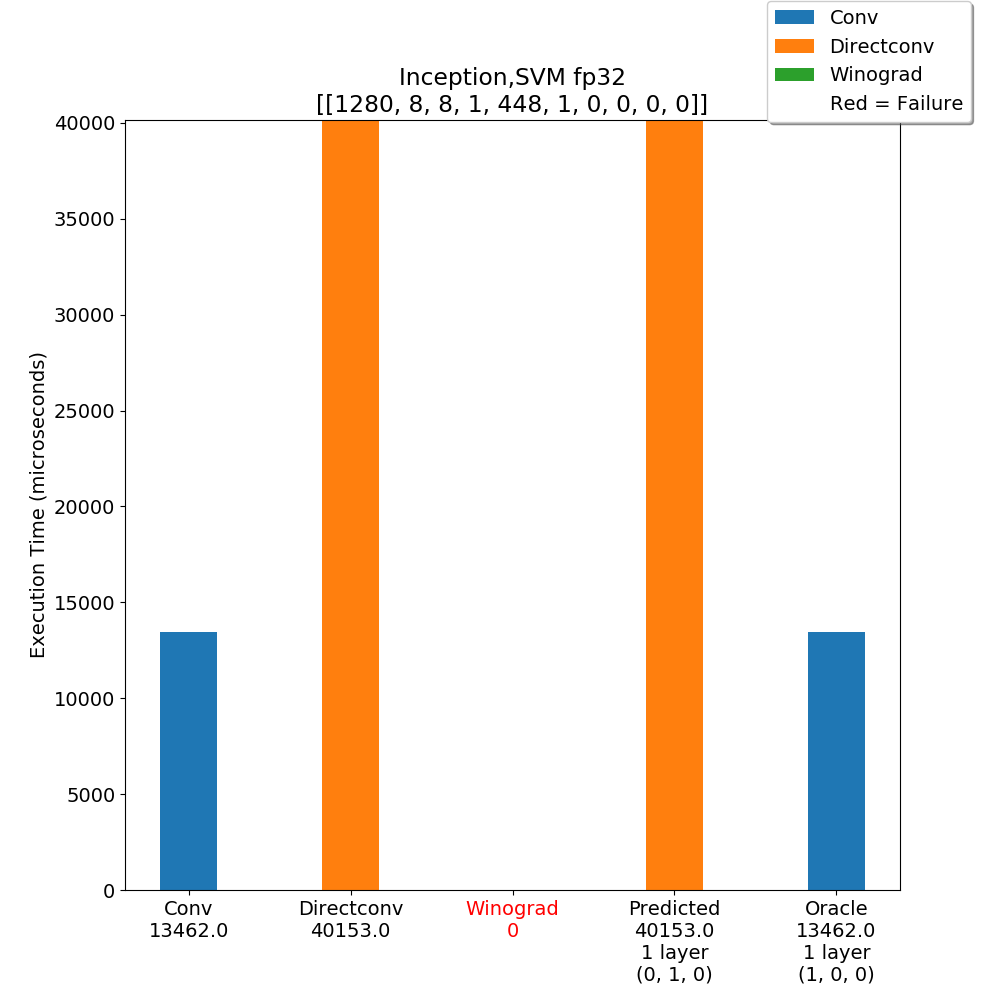 Conv
Directconv
Winograd
Red = Failure
Inception,SVM fp32
[[1280, 8, 8, 1, 448, 1, 0, 0, 0, 0]]
Execution Time (microseconds)
40000
35000
30000
25000
20000
15000
10000
5000
0
Conv
13462.0
Directconv
40153.0
Winograd
0
Predicted
40153.0
1 layer
(0, 1, 0)
Oracle
13462.0
1 layer
(1, 0, 0)